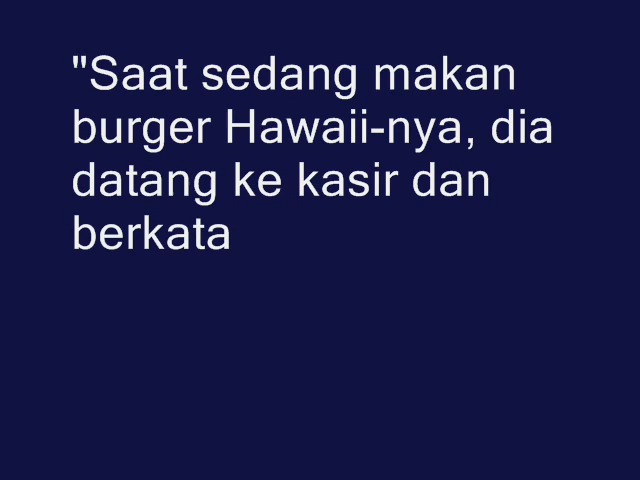 "Saat sedang makan
burger Hawaii-nya, dia
datang ke kasir dan
berkata